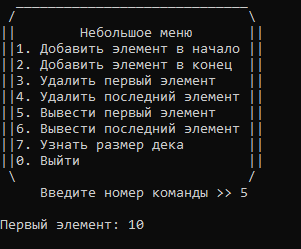 Небольшое меню
1. Добавить элемент в начало
2. Добавить элемент в конец
3. Удалить первый элемент
4. Удалить последний элемент
5. Вывести первый элемент
6. Вывести последний элемент
7. Узнать размер дека
0. Выйти
Введите номер команды >> 5
Первый элемент: 10